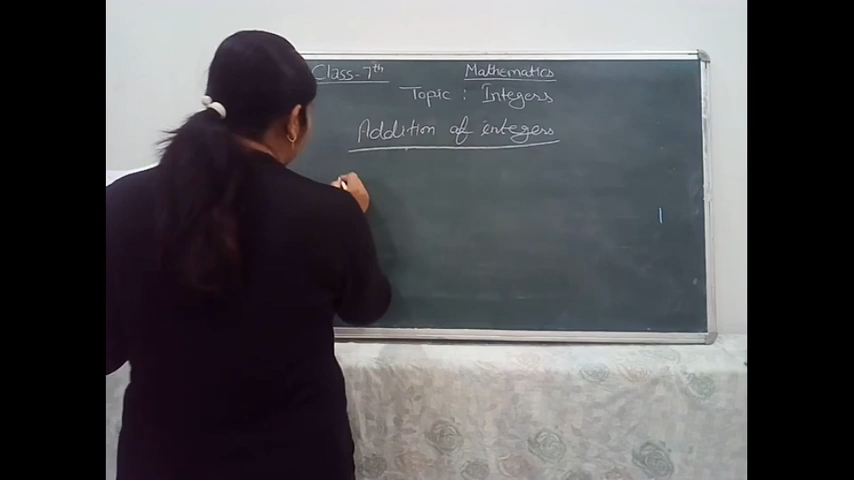 Class-7th
Mathematics
Topic : Integers
Addition of integers